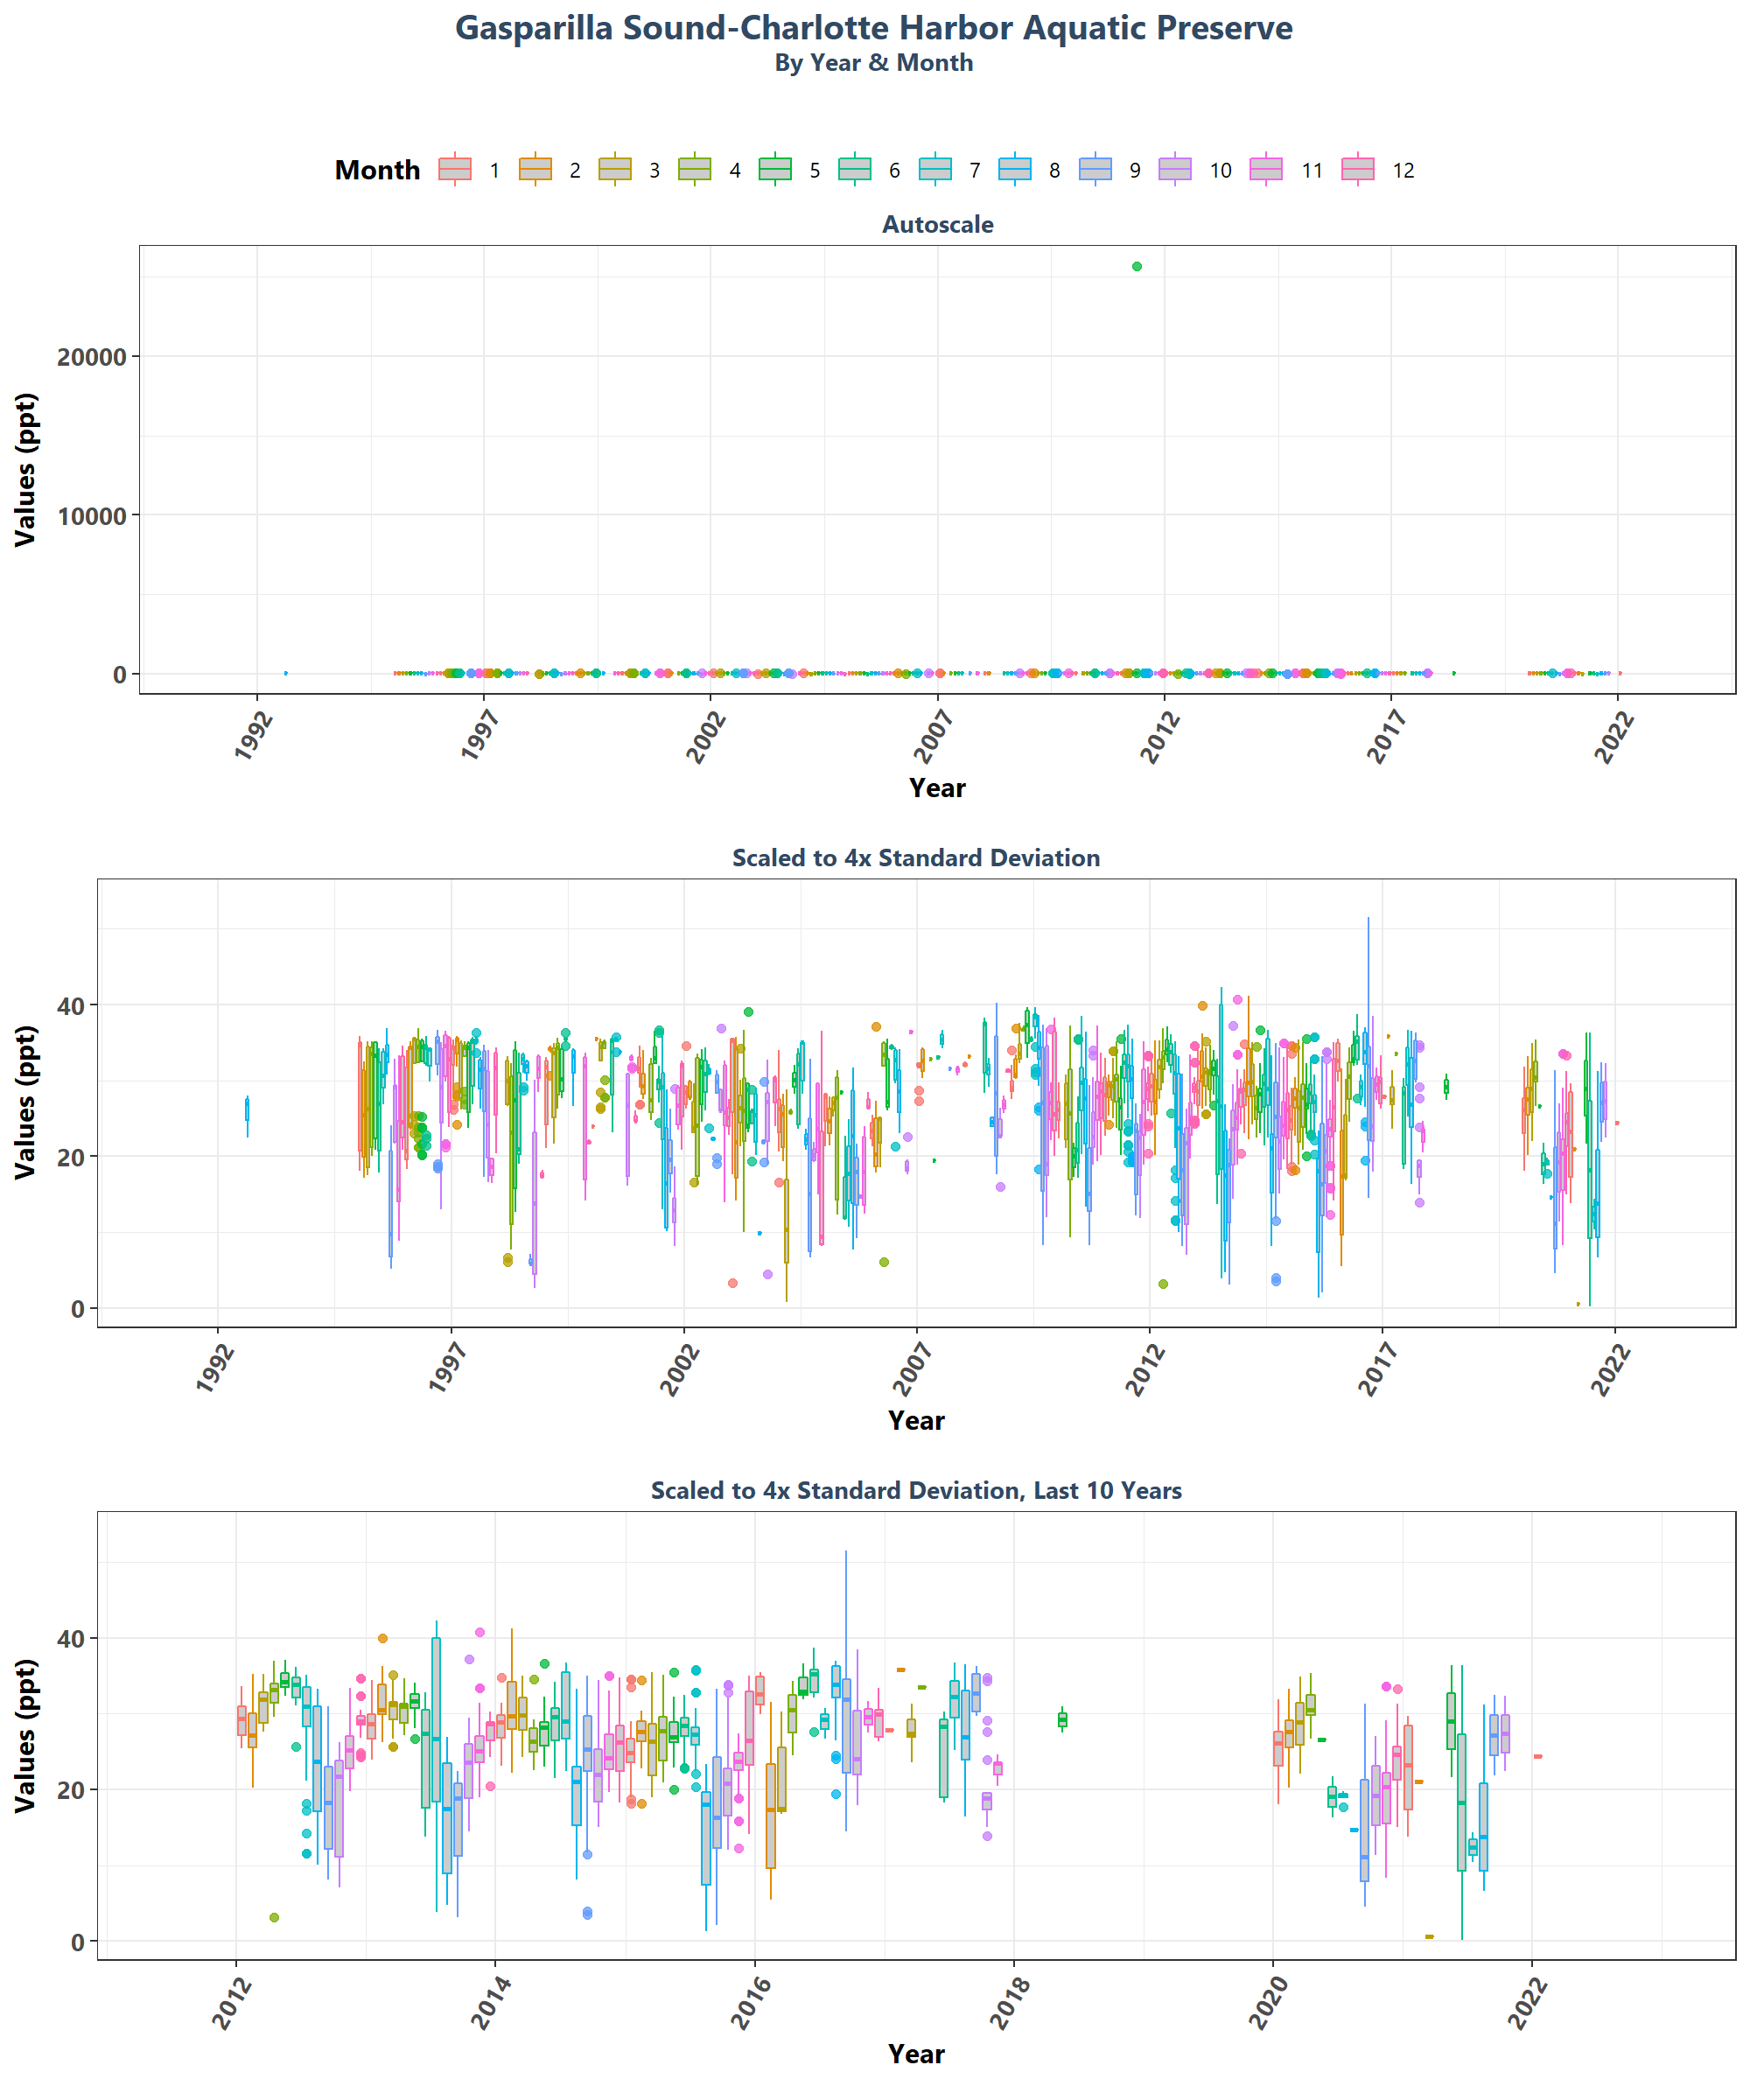 Gasparilla Sound-Charlotte Harbor Aquatic Preserve
By Year & Month
Month 1 2 3 4 5 6 7 8 9 10 11 12
Autoscale
Values (ppt)
20000
10000
0
1992 1997 2002 2007 2012 2017 2022
Year
Scaled to 4x Standard Deviation
Values (ppt)
40
20
0
1992 1997 2002 2007 2012 2017 2022
Year
Scaled to 4x Standard Deviation, Last 10 Years
Values (ppt)
40
20
0
2012 2014 2016 2018 2020 2022
Year